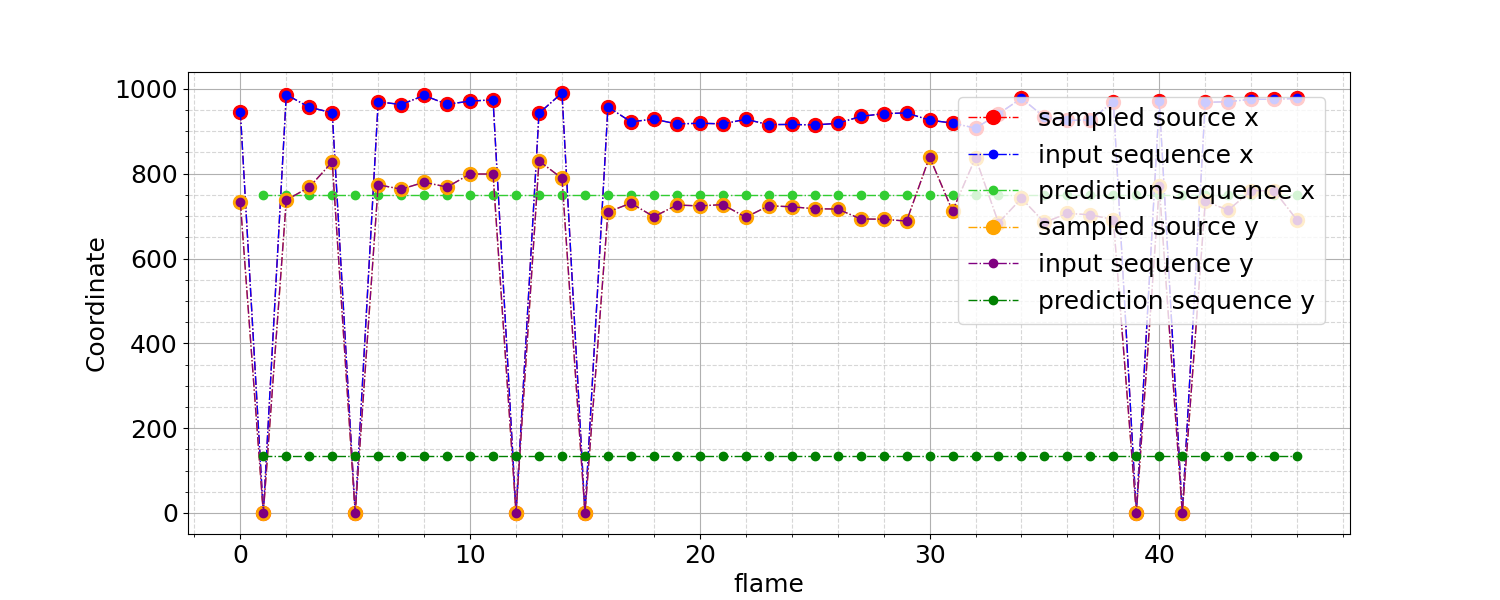 1000
800
600
400
200
0
Coordinate
sampled source x
input sequence x
prediction sequence x
sampled source y
input sequence y
prediction sequence y
0 10 20 30 40
flame